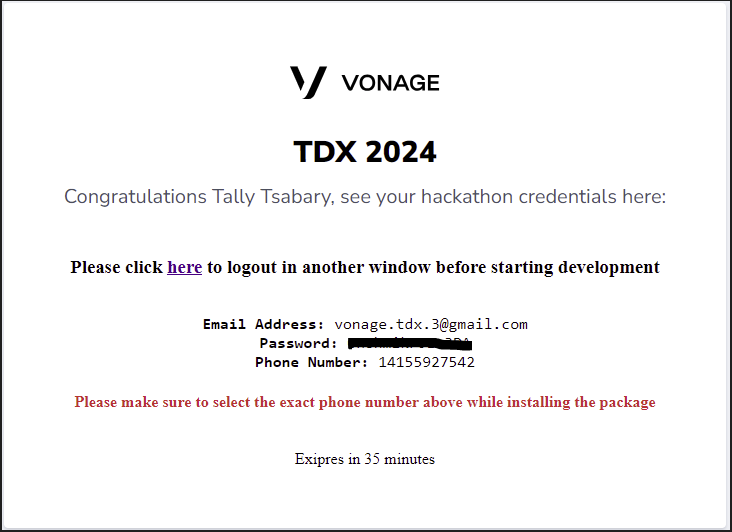 VONAGE
TDX 2024
Congratulations Tally Tsabary, see your hackathon credentials here:
Please click here to logout in another window before starting development
Email Address: vonage.tdx.3@gmail.com
Password:
Phone Number: 14155927542
Please make sure to select the exact phone number above while installing the package
Exipres in 35 minutes